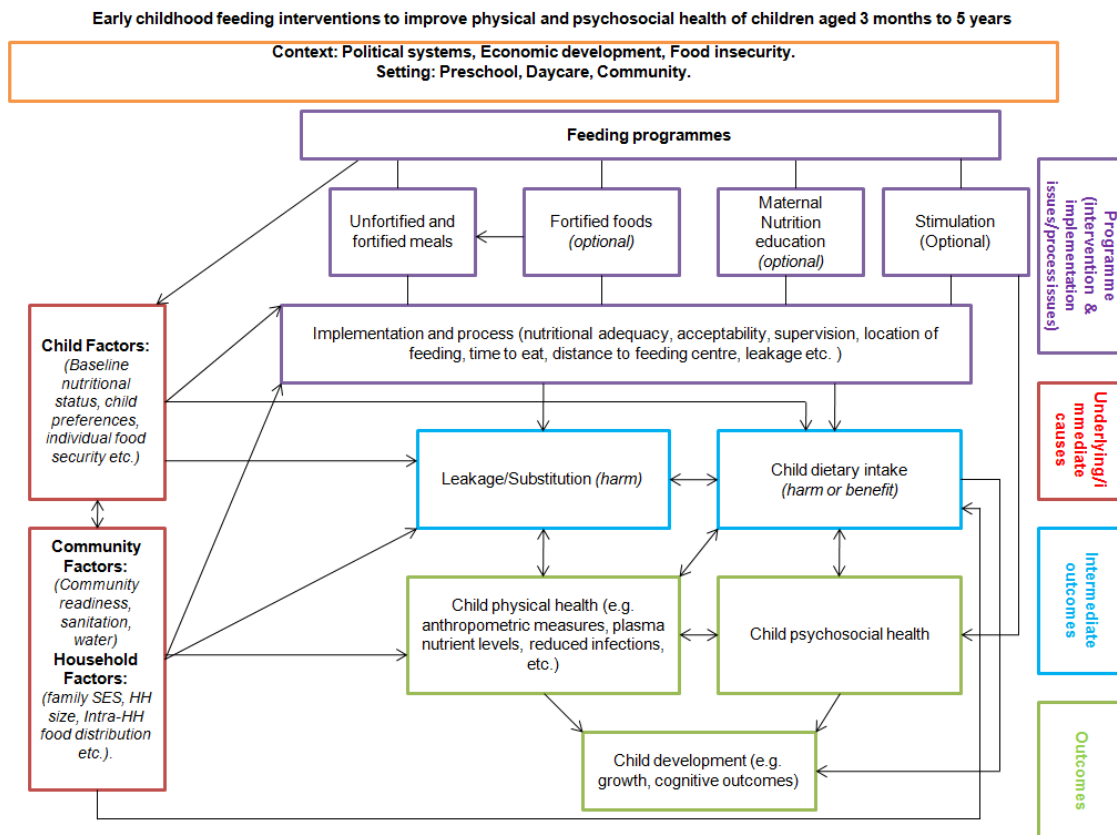 Early childhood feeding interventions to improve physical and psychosocial health of children aged 3 months to 5 years
Context: Political systems, Economic development, Food insecurity.
Setting: Preschool, Daycare, Community.
Feeding programmes
Unfortified and
fortified meals
Fortified foods
(optional)
Maternal
Nutrition
education
(optional)
Stimulation
(Optional)
Programme
(intervention &
implementation
issues/process issues)
Implementation and process (nutritional adequacy, acceptability, supervision, location of
feeding, time to eat, distance to feeding centre, leakage etc. )
Child Factors:
(Baseline
nutritional
status, child
preferences,
individual food
security etc.)
Underlying/i
mmediate
causes
Leakage/Substitution (harm)
Child dietary intake
(harm or benefit)
Intermediate
outcomes
Community
Factors:
(Community
readiness,
sanitation,
water)
Household
Factors:
(family SES, HH
size, Intra-HH
food distribution
etc.).
Child physical health (e.g.
anthropometric measures, plasma
nutrient levels, reduced infections,
etc.)
Child psychosocial health
Child development (e.g.
growth, cognitive outcomes)
Outcomes